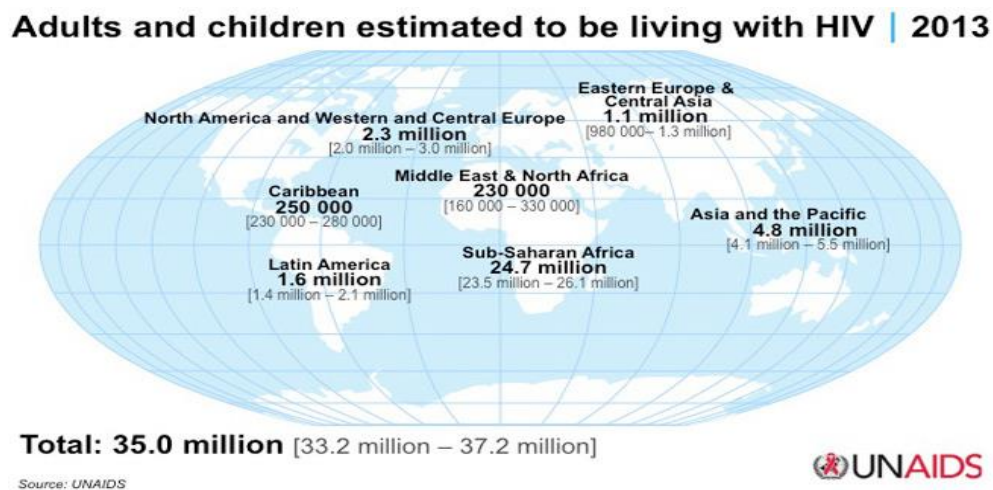 Adults and children estimated to be living with HIV | 2013
Eastern Europe &
Central Asia
1.1 million
[980 000– 1.3 million]
North America and Western and Central Europe
2.3 million
[2.0 million – 3.0 million]
Middle East & North Africa
230 000
[160 000 – 330 000]
Caribbean
250 000
[230 000 – 280 000]
Asia and the Pacific
4.8 million
[4.1 million – 5.5 million]
Sub-Saharan Africa
24.7 million
[23.5 million – 26.1 million]
Latin America
1.6 million
[1.4 million – 2.1 million]
Total: 35.0 million [33.2 million – 37.2 million]
Source: UNAIDS
UNAIDS